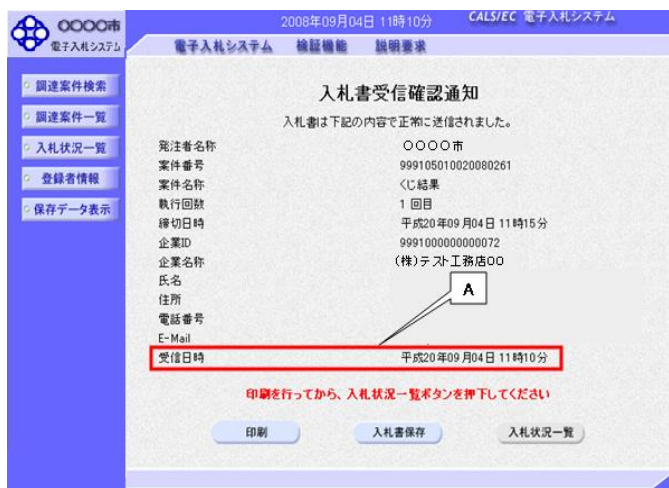 〇〇〇〇市
電子入札システム
2008年09月04日 11時10分
CALS/EC 電子入札システム
電子入札システム 検証機能 説明要求
調達案件検索
調達案件一覧
入札状況一覧
登録者情報
保存データ表示
入札書受信確認通知
入札書は下記の内容で正常に送信されました。
発注者名称 〇〇〇〇市
案件番号 999105010020080261
案件名称 くじ結果
執行回数 1 回目
締切日時 平成20年09月04日 11時15分
企業ID 9991000000000072
企業名称 (株)テスト工務店〇〇
氏名
住所
A
電話番号
E-Mail
受信日時 平成20年09月04日 11時10分
印刷を行ってから、入札状況一覧ボタンを押下してください
印刷 入札書保存 入札状況一覧